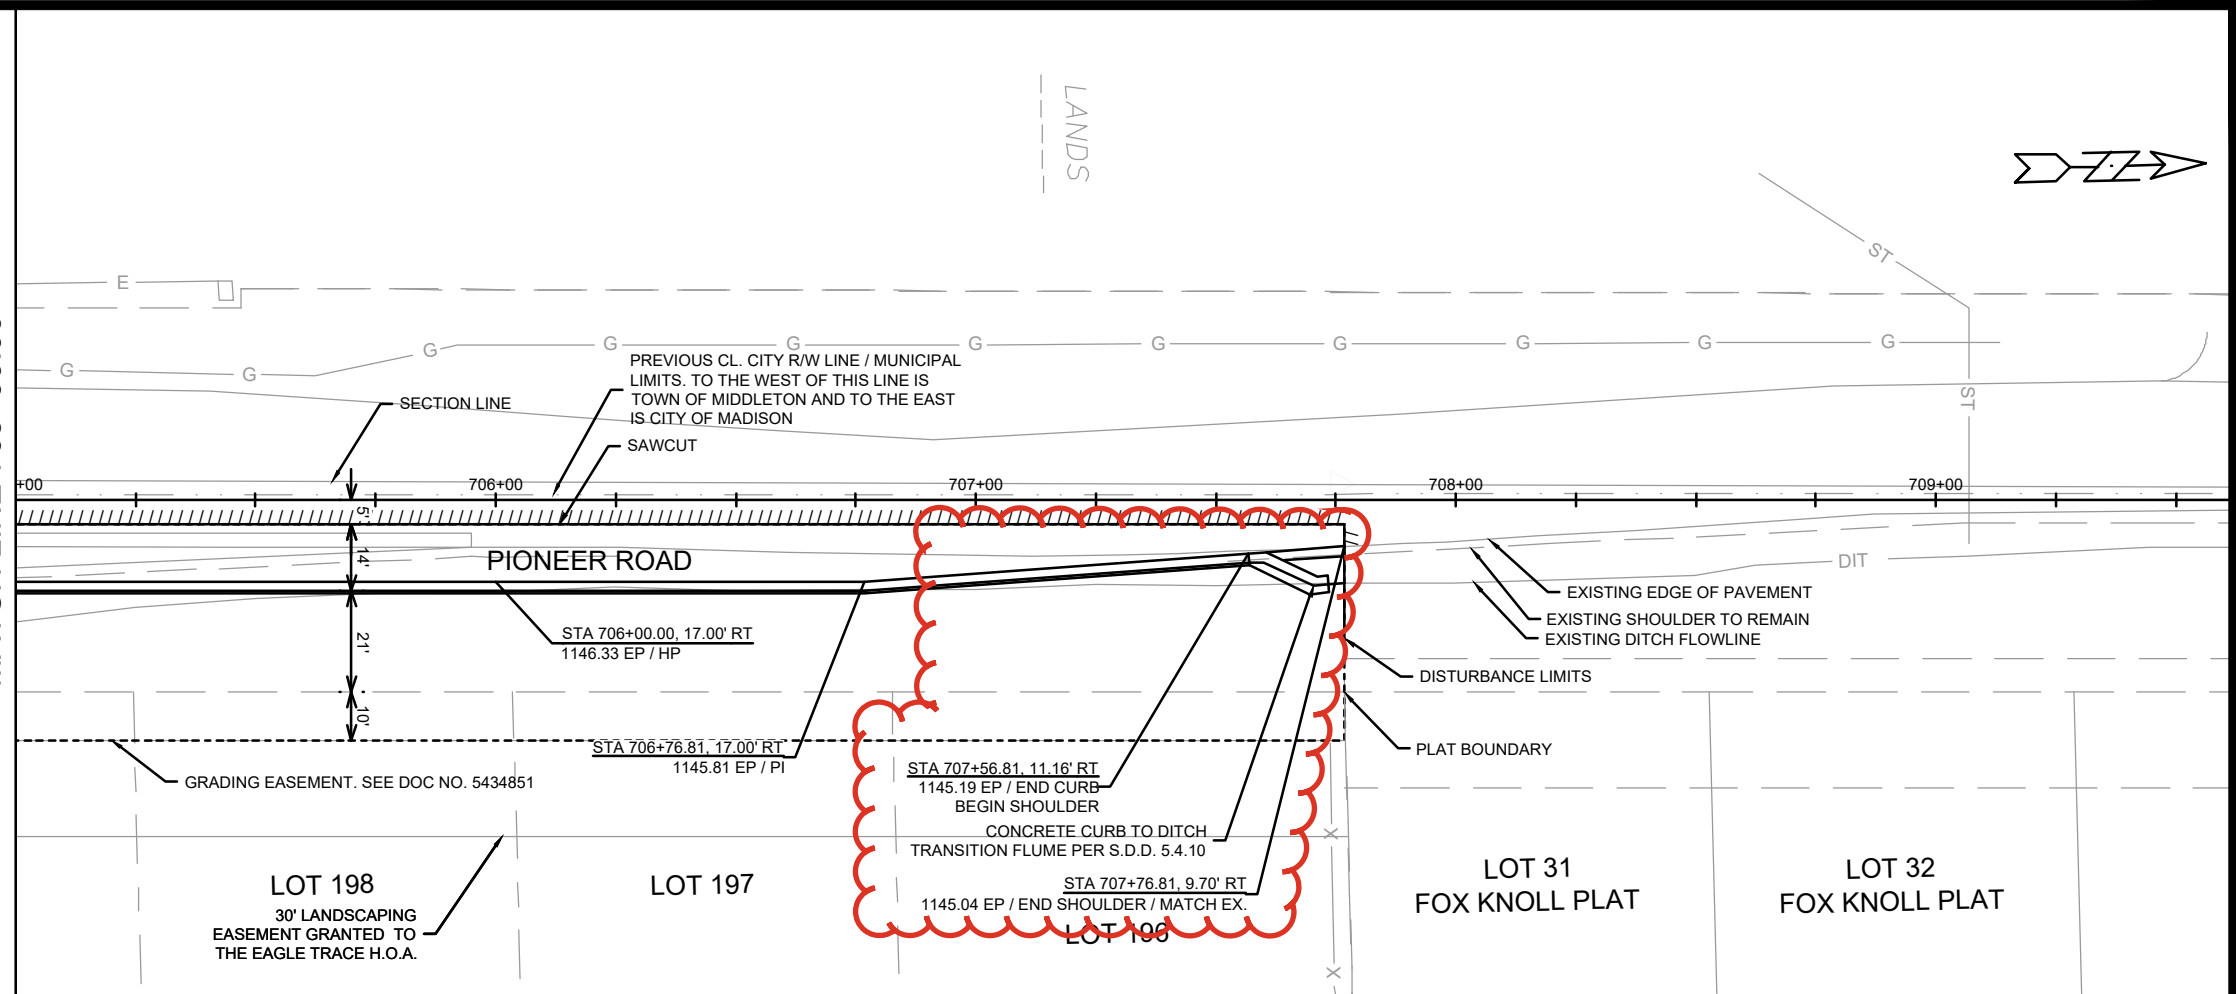 LANDS
ST
E
G G G G G G G G G G G
PREVIOUS CL. CITY R/W LINE / MUNICIPAL
LIMITS. TO THE WEST OF THIS LINE IS
TOWN OF MIDDLETON AND TO THE EAST
IS CITY OF MADISON
SECTION LINE
SAWCUT
ST
+00
706+00
707+00
708+00
709+00
5'
14'
21'
10'
PIONEER ROAD
DIT
EXISTING EDGE OF PAVEMENT
EXISTING SHOULDER TO REMAIN
EXISTING DITCH FLOWLINE
STA 706+00.00, 17.00' RT
1146.33 EP / HP
DISTURBANCE LIMITS
STA 706+76.81, 17.00' RT
1145.81 EP / PI
PLAT BOUNDARY
GRADING EASEMENT. SEE DOC NO. 5434851
STA 707+56.81, 11.16' RT
1145.19 EP / END CURB
BEGIN SHOULDER
CONCRETE CURB TO DITCH
TRANSITION FLUME PER S.D.D. 5.4.10
X
STA 707+76.81, 9.70' RT
1145.04 EP / END SHOULDER / MATCH EX.
LOT 198
LOT 197
LOT 196
LOT 31
FOX KNOLL PLAT
LOT 32
FOX KNOLL PLAT
30' LANDSCAPING
EASEMENT GRANTED TO
THE EAGLE TRACE H.O.A.
X